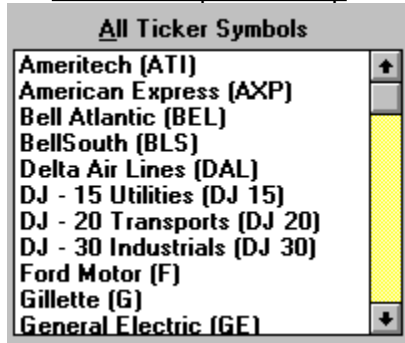 All Ticker Symbols
Ameritech (ATI)
American Express (AXP)
Bell Atlantic (BEL)
BellSouth (BLS)
Delta Air Lines (DAL)
DJ - 15 Utilities (DJ 15)
DJ - 20 Transports (DJ 20)
DJ - 30 Industrials (DJ 30)
Ford Motor (F)
Gillette (G)
General Electric (GE)